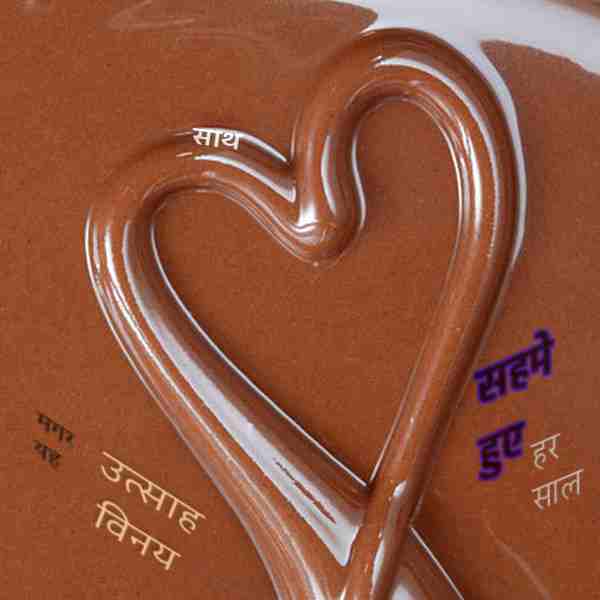 साथ
सहमे
हुए
मगर
यह
उत्साह
विनय
हर
साल